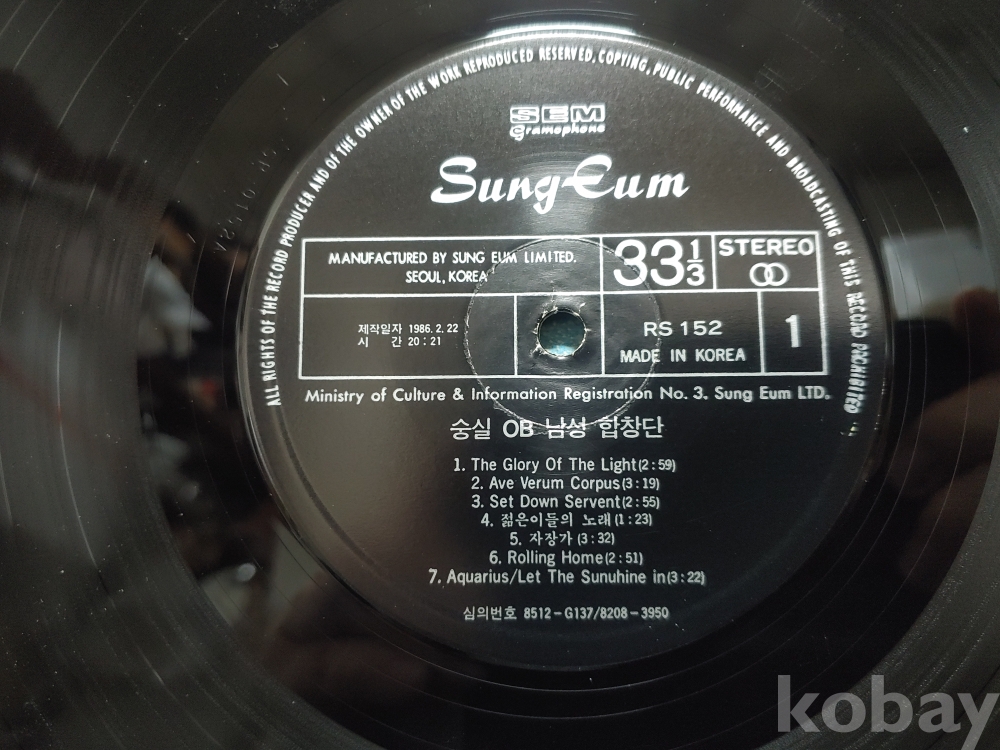 ALL RIGHTS OF THE RECORD PRODUCER AND OF THE OWNER OF THE WORK REPRODUCED RESERVED, COPYING, PUBLIC PERFORMANCE AND BROADCASTING OF THIS RECORD PROHIBITED
SEM
Gramophone
Sung Eum
MANUFACTURED BY SUNG EUM LIMITED.
SEOUL, KOREA
33 1/3
STEREO
제작일자 1986. 2. 22
시 간 20 : 21
RS 152
MADE IN KOREA
1
Ministry of Culture & Information Registration No. 3. Sung Eum LTD.
숭실 OB 남성 합창단
1. The Glory Of The Light(2 : 59)
2. Ave Verum Corpus(3 : 19)
3. Set Down Servent(2 : 55)
4. 젊은이들의 노래(1 : 23)
5. 자장가(3 : 32)
6. Rolling Home(2 : 51)
7. Aquarius/Let The Sunuhine in(3 : 22)
심의번호 8512-G137/8208-3950
kobay